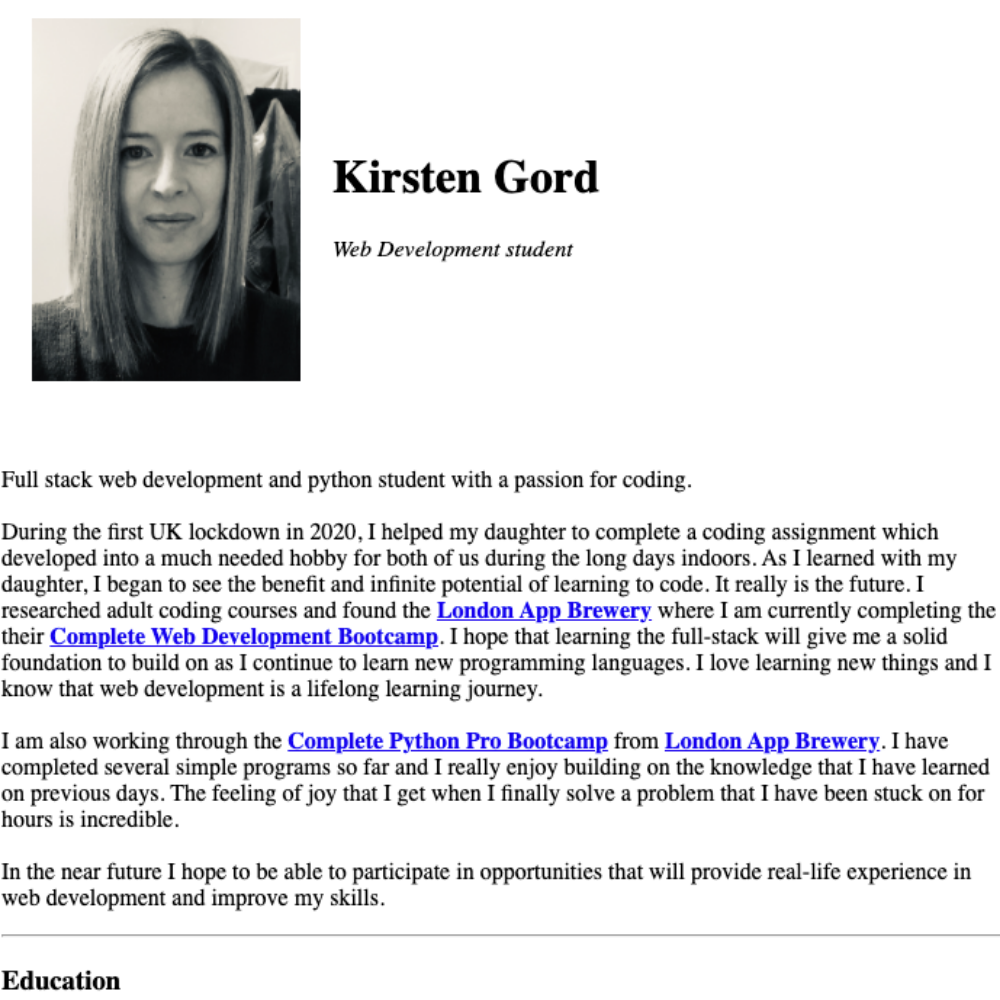 Kirsten Gord
Web Development student
Full stack web development and python student with a passion for coding.
During the first UK lockdown in 2020, I helped my daughter to complete a coding assignment which
developed into a much needed hobby for both of us during the long days indoors. As I learned with my
daughter, I began to see the benefit and infinite potential of learning to code. It really is the future. I
researched adult coding courses and found the London App Brewery where I am currently completing the
their Complete Web Development Bootcamp. I hope that learning the full-stack will give me a solid
foundation to build on as I continue to learn new programming languages. I love learning new things and I
know that web development is a lifelong learning journey.
I am also working through the Complete Python Pro Bootcamp from London App Brewery. I have
completed several simple programs so far and I really enjoy building on the knowledge that I have learned
on previous days. The feeling of joy that I get when I finally solve a problem that I have been stuck on for
hours is incredible.
In the near future I hope to be able to participate in opportunities that will provide real-life experience in
web development and improve my skills.
Education